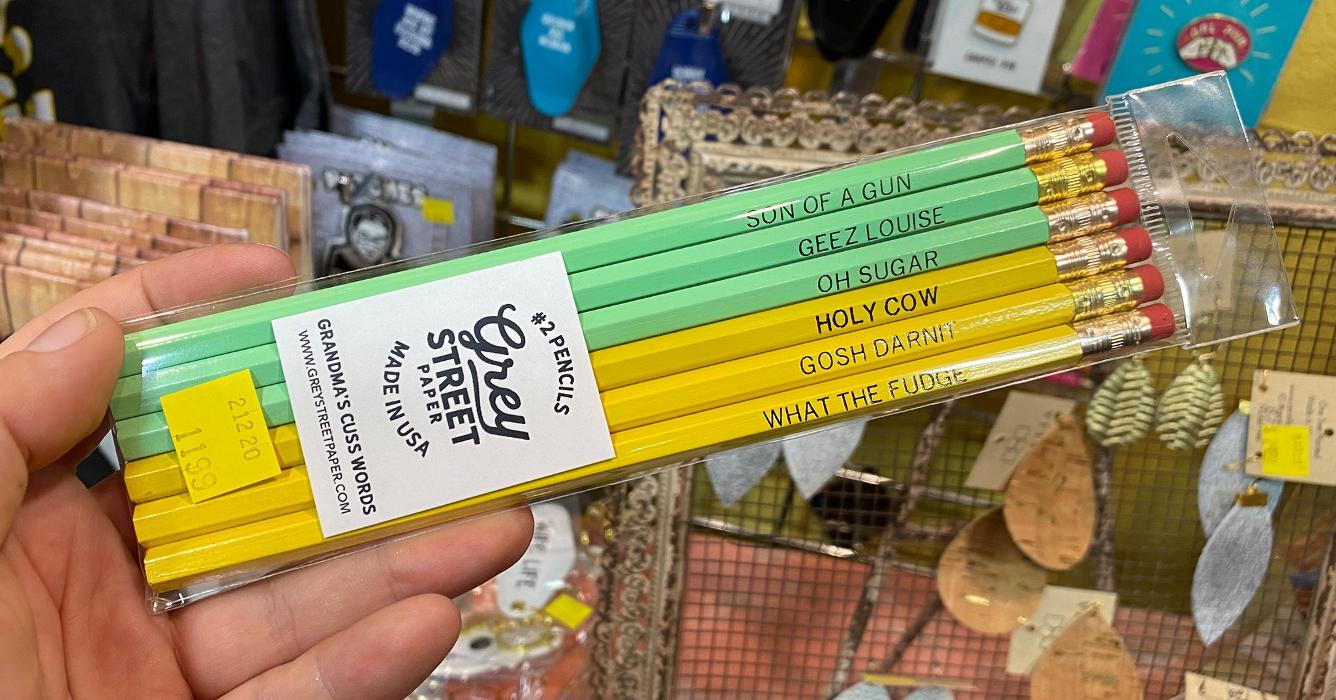 SON OF A GUN
GEEZ LOUISE
OH SUGAR
HOLY COW
GOSH DARNIT
WHAT THE FUDGE
#2 PENCILS
Grey
STREET
PAPER
MADE IN USA
GRANDMA'S CUSS WORDS
WWW.GREYSTREETPAPER.COM
21220
1199
LIFE